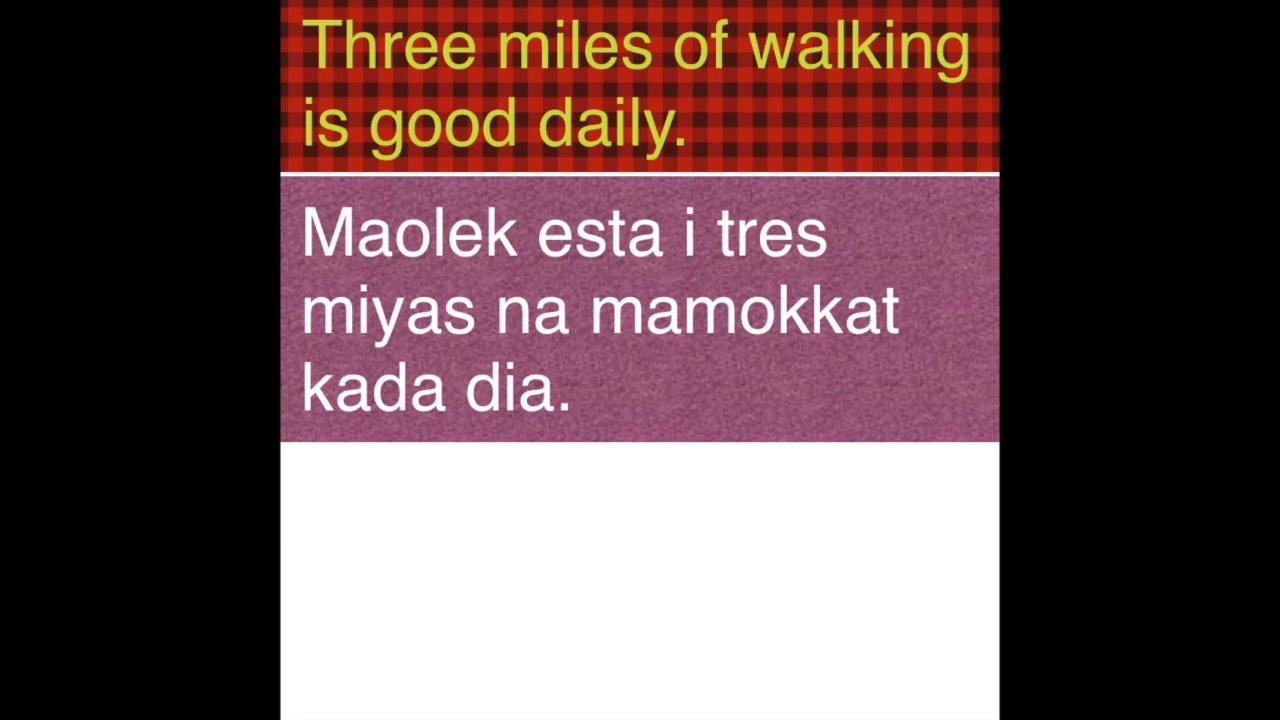 Three miles of walking
is good daily.
Maolek esta i tres
miyas na mamokkat
kada dia.